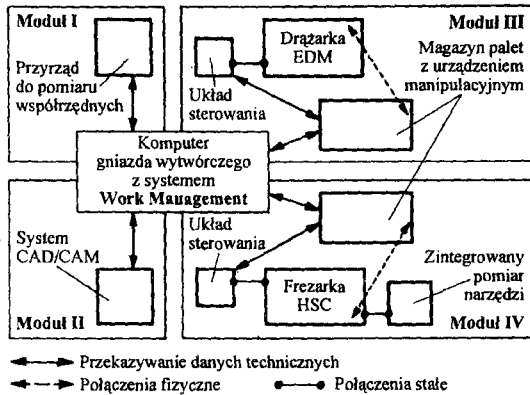 Moduł I
Przyrząd
do pomiaru
współrzędnych
Moduł III
Drążarka
EDM
Układ
sterowania
Magazyn palet
z urządzeniem
manipulacyjnym
Komputer
gniazda wytwórczego
z systemem
Work Management
System
CAD/CAM
Moduł II
Układ
sterowania
Frezarka
HSC
Zintegrowany
pomiar
narzędzi
Moduł IV
Przekazywanie danych technicznych
Połączenia fizyczne
Połączenia stałe